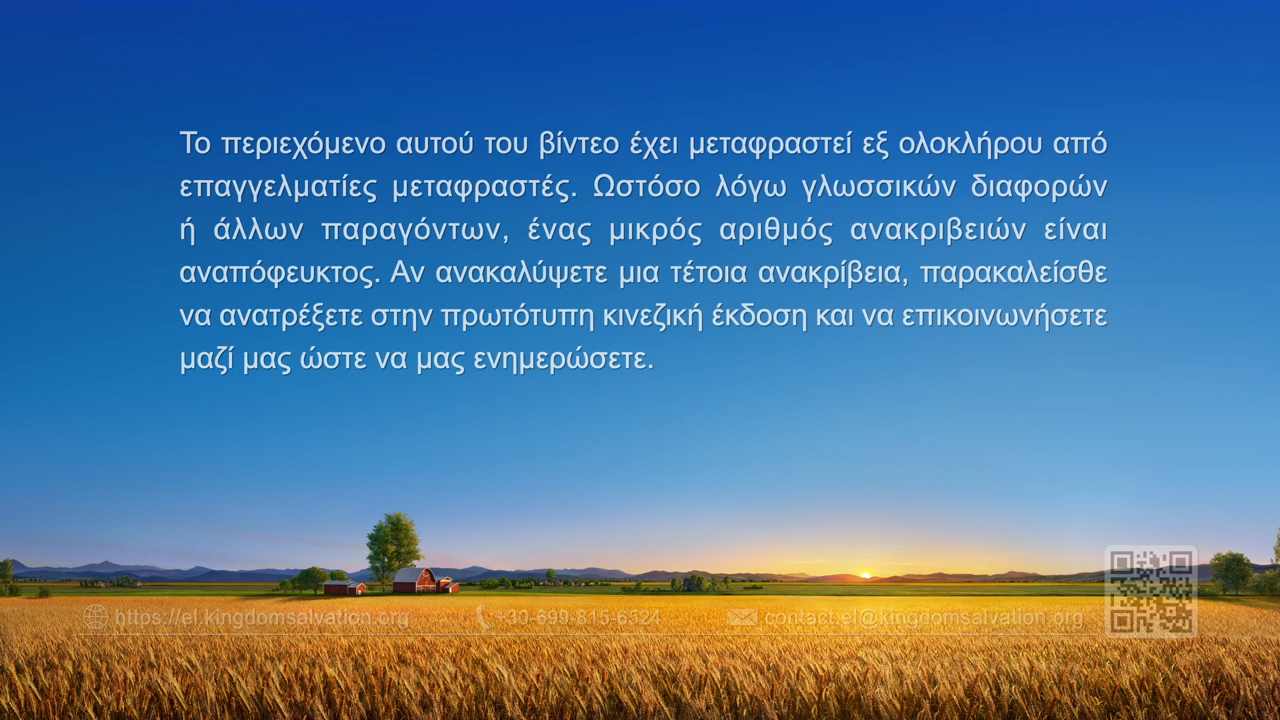 Το περιεχόμενο αυτού του βίντεο έχει μεταφραστεί εξ ολοκλήρου από
επαγγελματίες μεταφραστές. Ωστόσο λόγω γλωσσικών διαφορών
ή άλλων παραγόντων, ένας μικρός αριθμός ανακριβειών είναι
αναπόφευκτος. Αν ανακαλύψετε μια τέτοια ανακρίβεια, παρακαλείσθε
να ανατρέξετε στην πρωτότυπη κινεζική έκδοση και να επικοινωνήσετε
μαζί μας ώστε να μας ενημερώσετε.
https://el.kingdomsalvation.org +30-699-815-6524 contact.el@kingdomsalvation.org